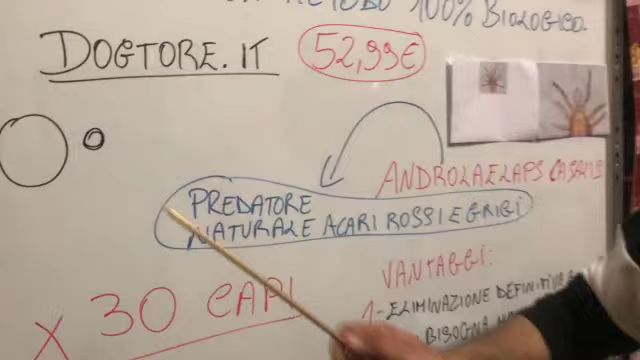 METODO 100% BIOLOGICO.
DOGTORE.IT
52,99€
ANDROLAELAPS CASALIS
PREDATORE
NATURALE ACARI ROSSI E GRIGI
X 30 CAPI
VANTAGGI:
1- ELIMINAZIONE DEFINITIVA
BISOGNA